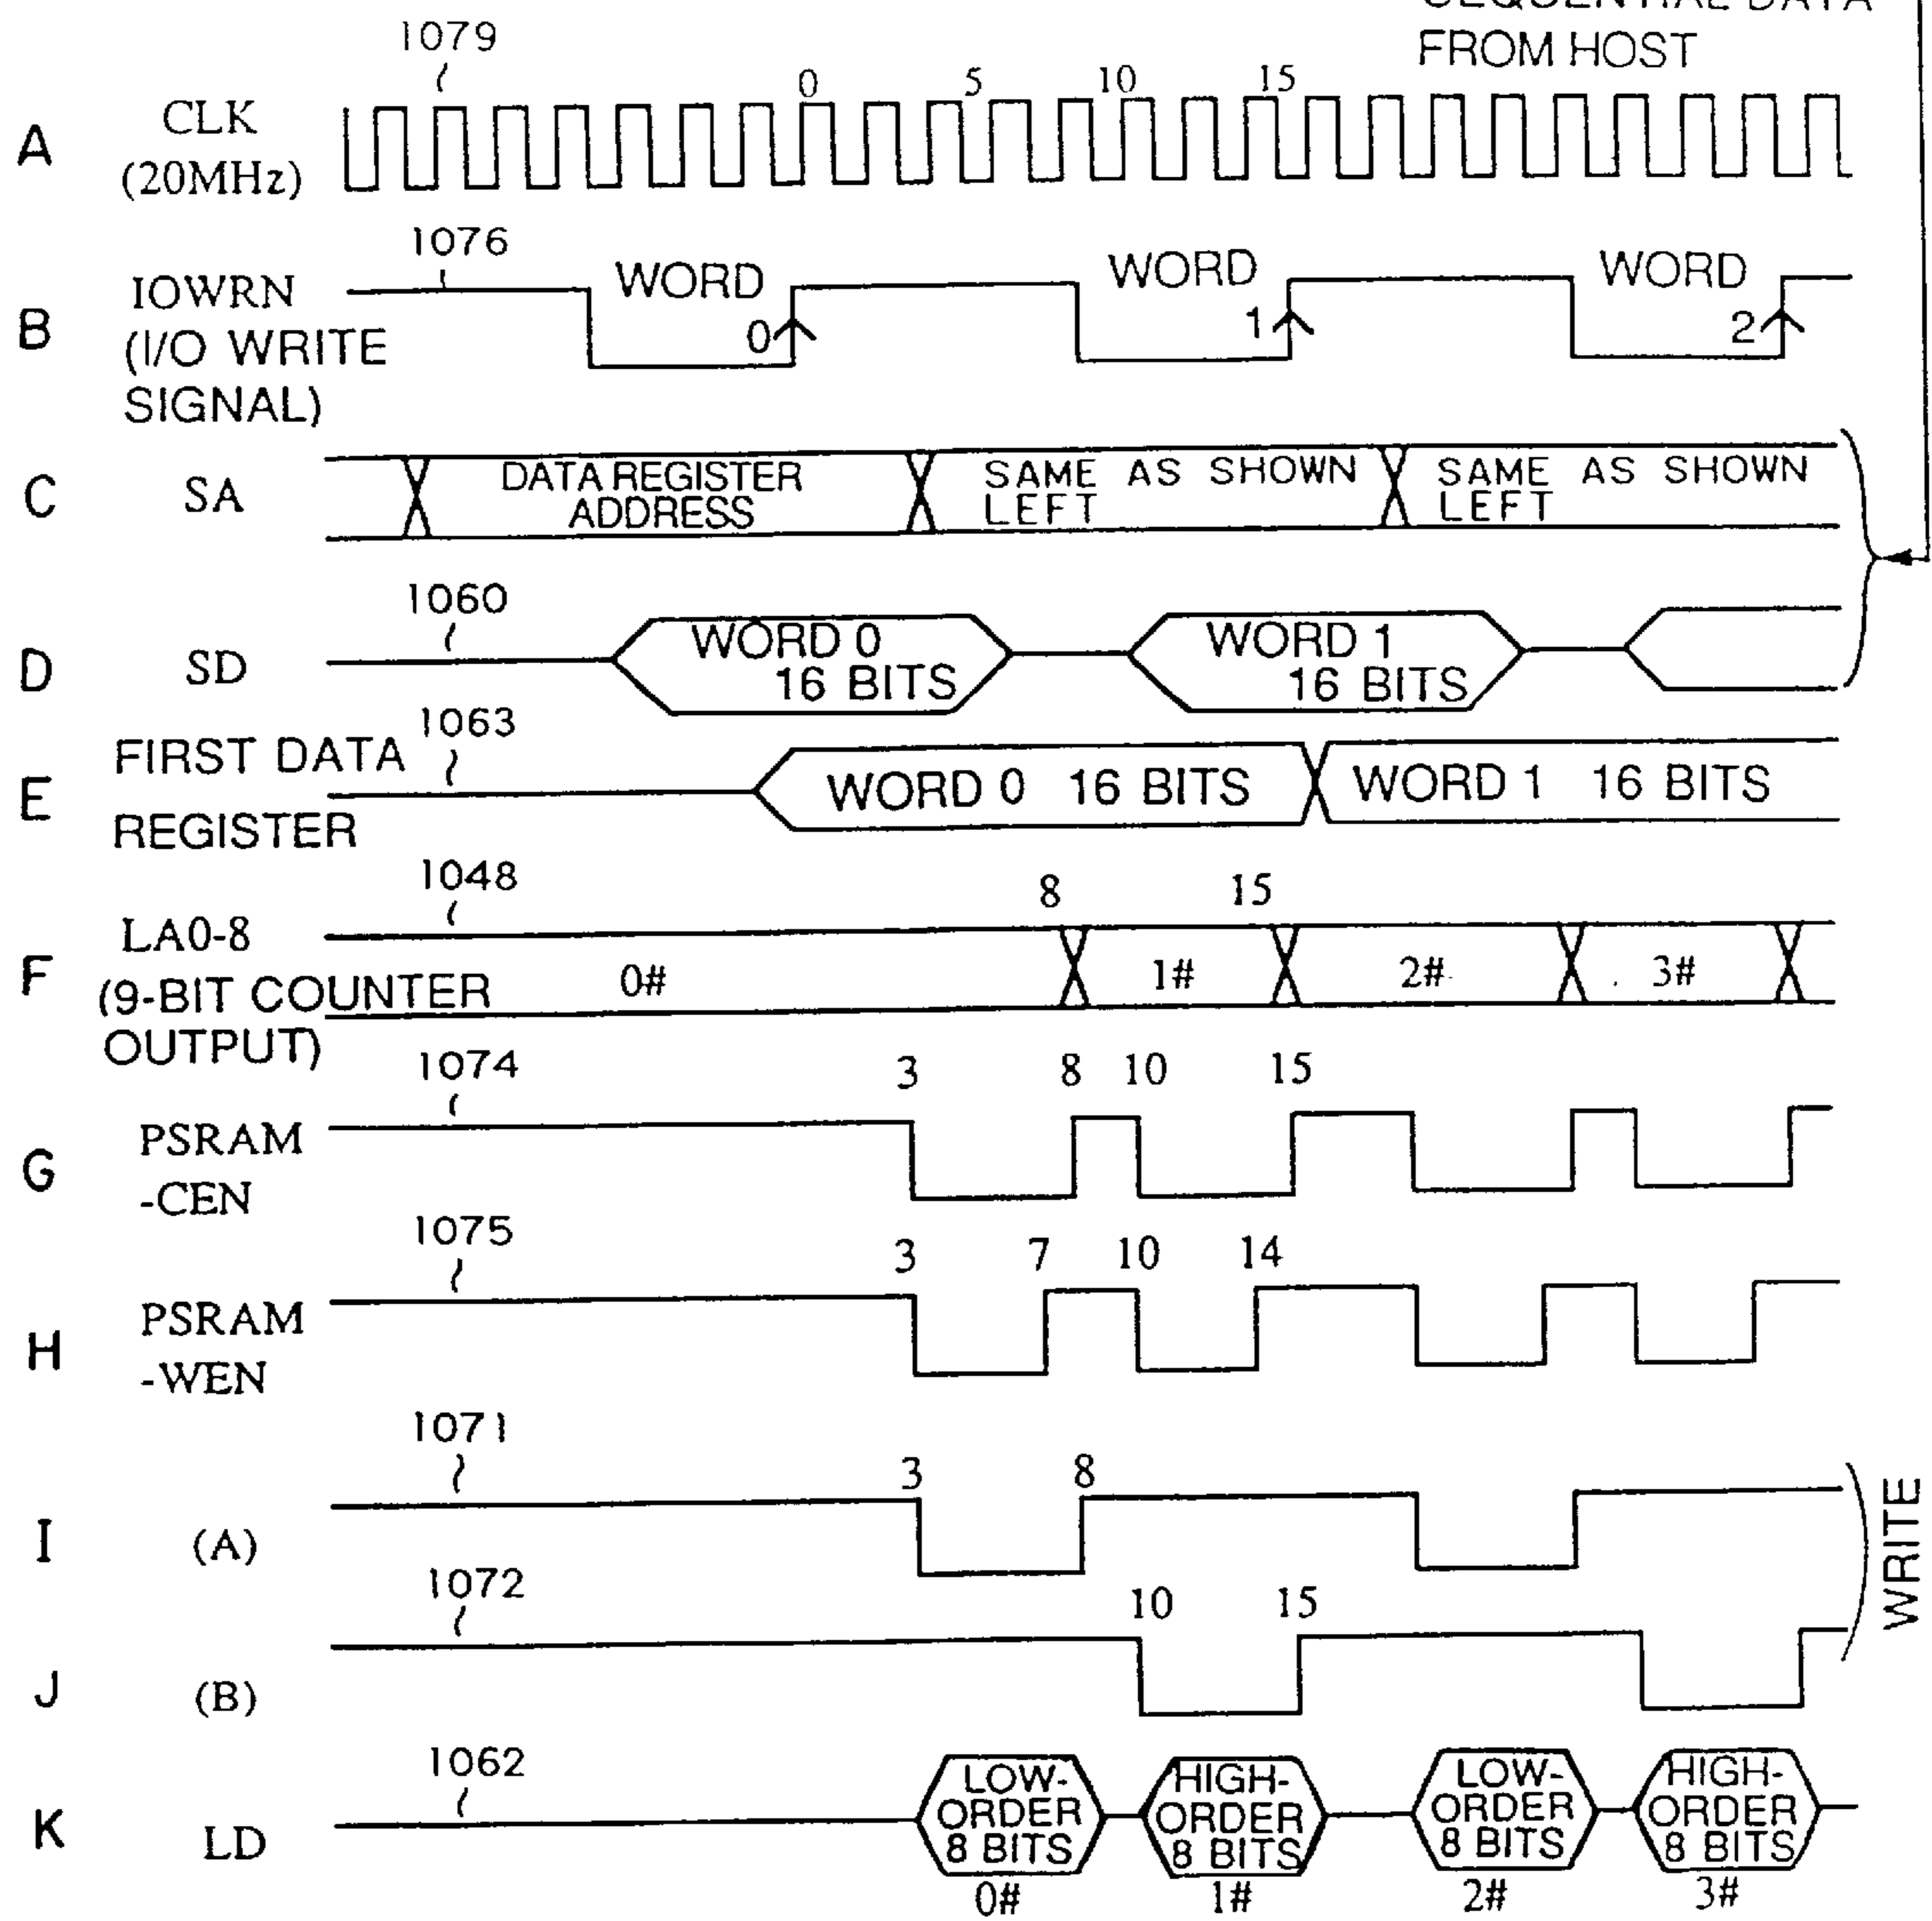 SEQUENTIAL DATA
FROM HOST
1079
0 5 10 15
A CLK
(20MHz)
1076
B IOWRN
(I/O WRITE
SIGNAL)
WORD
0
WORD
1
WORD
2
C SA
DATA REGISTER
ADDRESS
SAME AS SHOWN
LEFT
SAME AS SHOWN
LEFT
1060
D SD
WORD 0
16 BITS
WORD 1
16 BITS
1063
E FIRST DATA
REGISTER
WORD 0 16 BITS
WORD 1 16 BITS
1048
8 15
F LA0-8
(9-BIT COUNTER
OUTPUT)
0# 1# 2# 3#
1074
3 8 10 15
G PSRAM
-CEN
1075
3 7 10 14
H PSRAM
-WEN
1071
3 8
I (A)
1072
10 15
J (B)
WRITE
1062
K LD
LOW-
ORDER
8 BITS
0#
HIGH-
ORDER
8 BITS
1#
LOW-
ORDER
8 BITS
2#
HIGH-
ORDER
8 BITS
3#